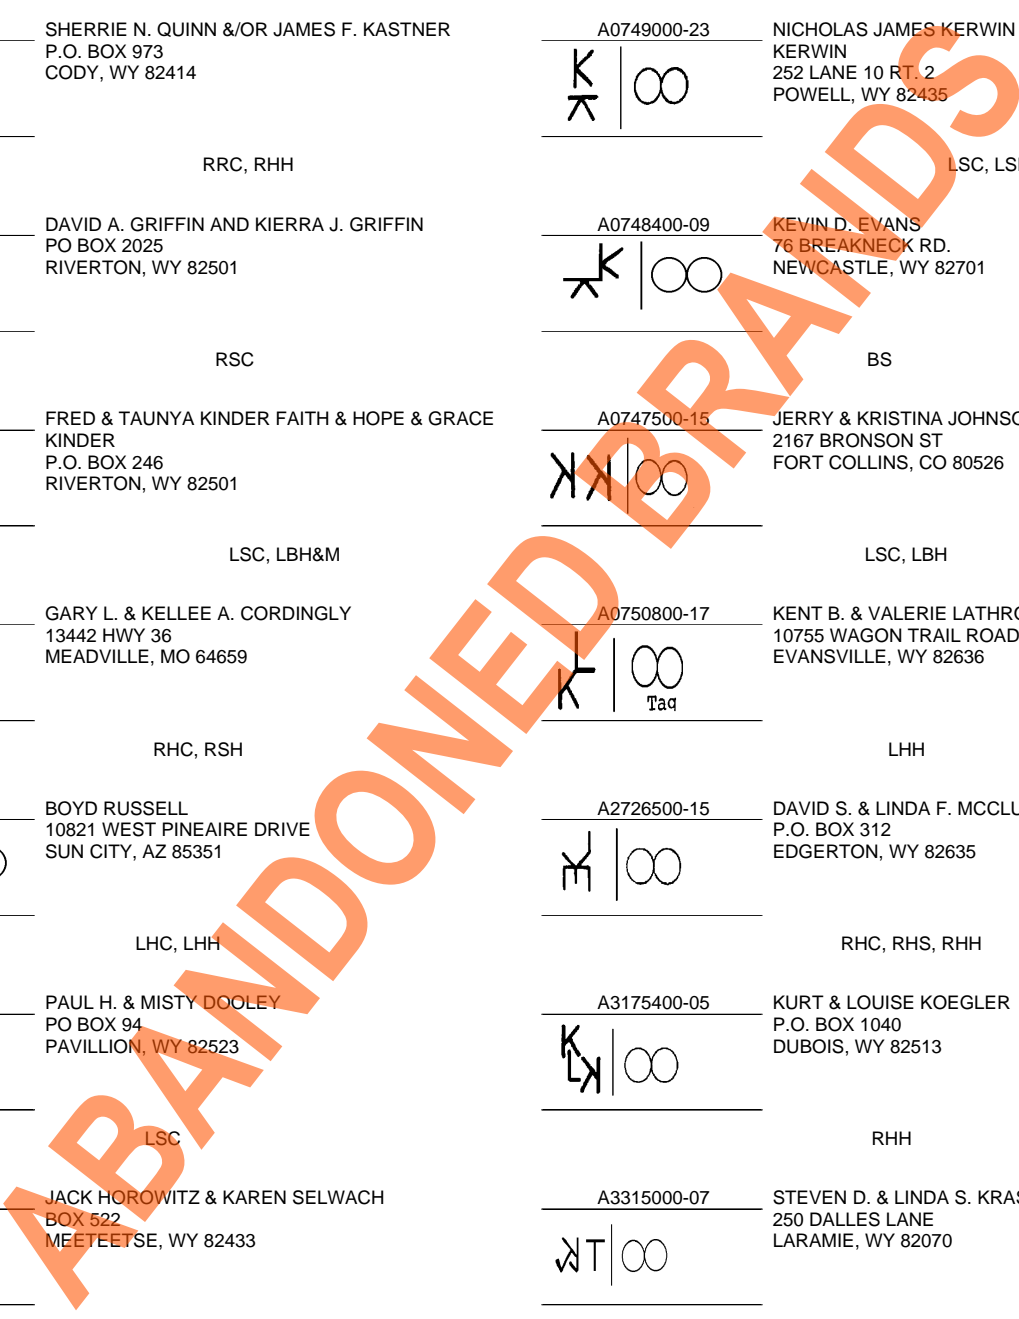 SHERRIE N. QUINN &/OR JAMES F. KASTNER
P.O. BOX 973
CODY, WY 82414
RRC, RHH
DAVID A. GRIFFIN AND KIERRA J. GRIFFIN
PO BOX 2025
RIVERTON, WY 82501
RSC
FRED & TAUNYA KINDER FAITH & HOPE & GRACE
KINDER
P.O. BOX 246
RIVERTON, WY 82501
LSC, LBH&M
GARY L. & KELLEE A. CORDINGLY
13442 HWY 36
MEADVILLE, MO 64659
RHC, RSH
BOYD RUSSELL
10821 WEST PINEAIRE DRIVE
SUN CITY, AZ 85351
LHC, LHH
PAUL H. & MISTY DOOLEY
PO BOX 94
PAVILLION, WY 82523
LSC
JACK HOROWITZ & KAREN SELWACH
BOX 522
MEETEETSE, WY 82433
A0749000-23
NICHOLAS JAMES KERWIN
KERWIN
252 LANE 10 RT. 2
POWELL, WY 82435
LSC,
A0748400-09
KEVIN D. EVANS
76 BREAKNECK RD.
NEWCASTLE, WY 82701
BS
A0747500-15
JERRY & KRISTINA
2167 BRONSON ST
FORT COLLINS, CO 80526
LSC, LBH
A0750800-17
Tag
KENT B. & VALERIE
10755 WAGON TRAIL ROAD
EVANSVILLE, WY 82636
LHH
A2726500-15
DAVID S. & LINDA F.
P.O. BOX 312
EDGERTON, WY 82635
RHC, RHS, RHH
A3175400-05
KURT & LOUISE KOEGLER
P.O. BOX 1040
DUBOIS, WY 82513
RHH
A3315000-07
STEVEN D. & LINDA S.
250 DALLES LANE
LARAMIE, WY 82070
ABANDONED BRANDS